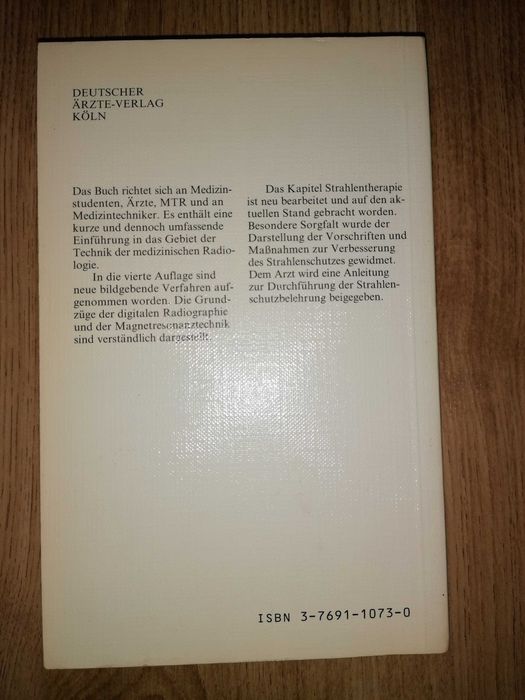 DEUTSCHER
ÄRZTE-VERLAG
KÖLN
Das Buch richtet sich an Medizin-
studenten, Ärzte, MTR und an
Medizintechniker. Es enthält eine
kurze und dennoch umfassende
Einführung in das Gebiet der
Technik der medizinischen Radio-
logie.
In die vierte Auflage sind
neue bildgebende Verfahren auf-
genommen worden. Die Grund-
züge der digitalen Radiographie
und der Magnetresonanztechnik
sind verständlich dargestellt.
Das Kapitel Strahlentherapie
ist neu bearbeitet und auf den ak-
tuellen Stand gebracht worden.
Besondere Sorgfalt wurde der
Darstellung der Vorschriften und
Maßnahmen zur Verbesserung
des Strahlenschutzes gewidmet.
Dem Arzt wird eine Anleitung
zur Durchführung der Strahlen-
schutzbelehrung beigegeben.
ISBN 3-7691-1073-0